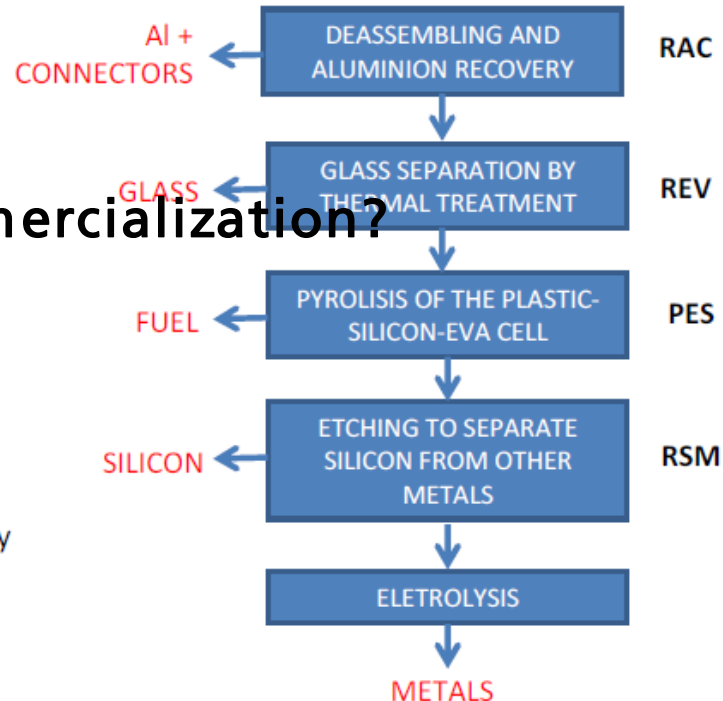 Al +
CONNECTORS
DEASSEMBLING AND
ALUMINION RECOVERY
RAC
GLASS
GLASS SEPARATION BY
THERMAL TREATMENT
REV
mercialization?
FUEL
PYROLISIS OF THE PLASTIC-
SILICON-EVA CELL
PES
SILICON
ETCHING TO SEPARATE
SILICON FROM OTHER
METALS
RSM
y
ELETROLYSIS
METALS